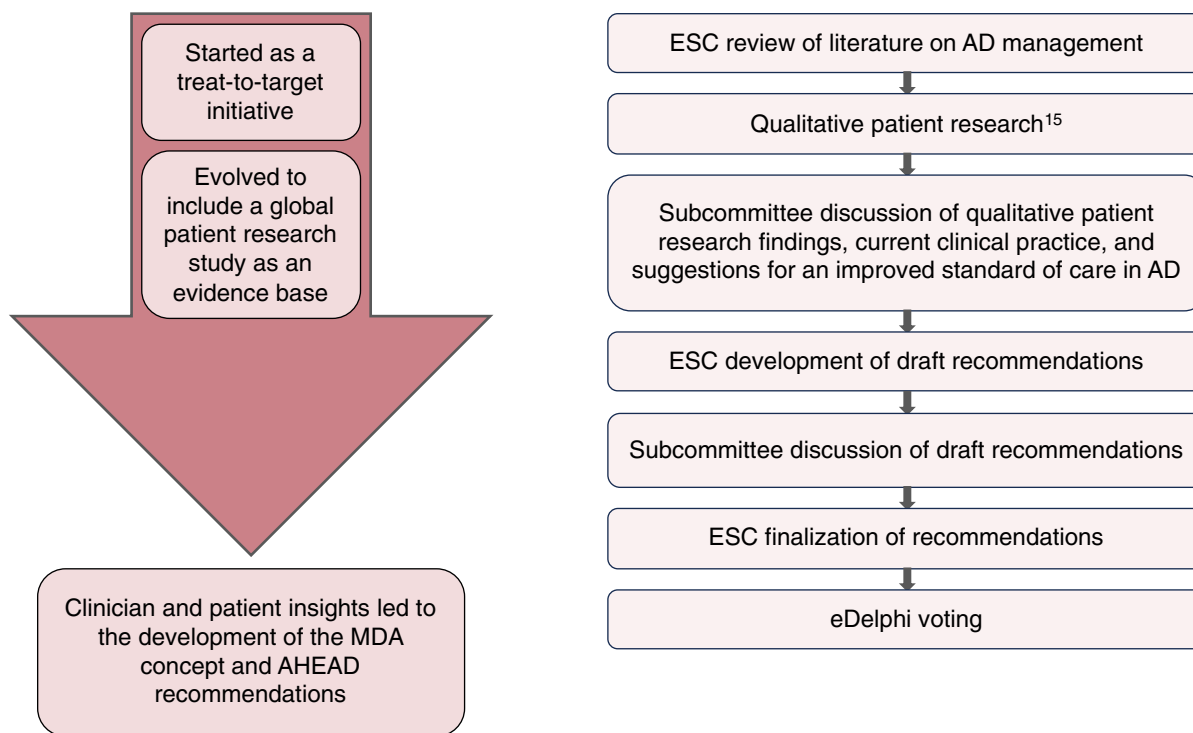 Started as a
treat-to-target
initiative
Evolved to
include a global
patient research
study as an
evidence base
Clinician and patient insights led to
the development of the MDA
concept and AHEAD
recommendations
ESC review of literature on AD management
Qualitative patient research¹⁵
Subcommittee discussion of qualitative patient
research findings, current clinical practice, and
suggestions for an improved standard of care in AD
ESC development of draft recommendations
Subcommittee discussion of draft recommendations
ESC finalization of recommendations
eDelphi voting